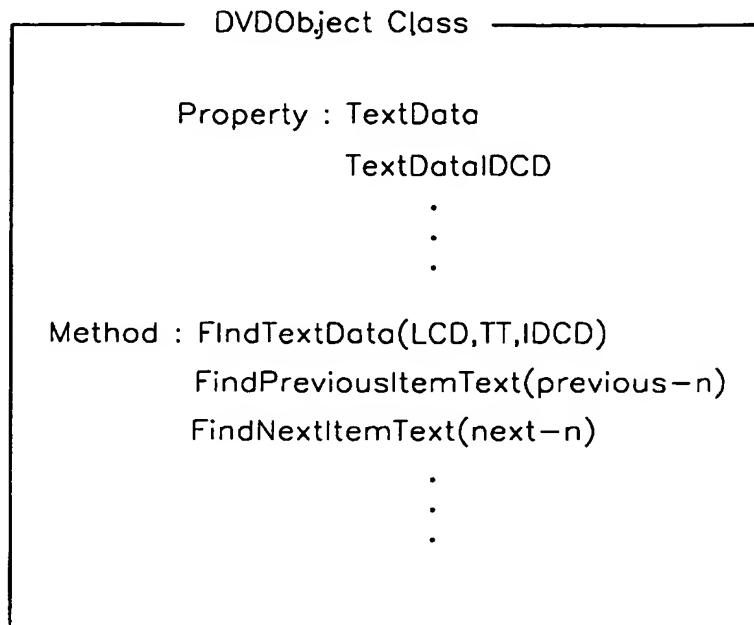 DVDObject Class
Property : TextData
TextDataIDCD
.
.
.
Method : FIndTextData(LCD,TT,IDCD)
FindPreviousItemText(previous-n)
FindNextItemText(next-n)
.
.
.